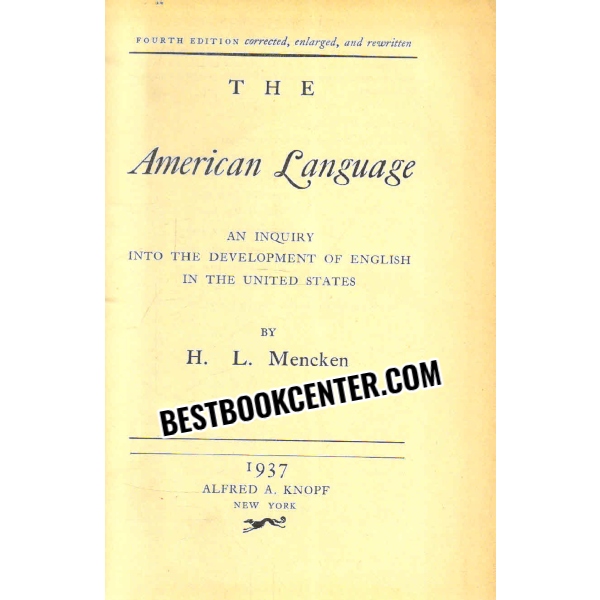 FOURTH EDITION corrected, enlarged, and rewritten
THE
American Language
AN INQUIRY
INTO THE DEVELOPMENT OF ENGLISH
IN THE UNITED STATES
BY
H. L. Mencken
BESTBOOKCENTER.COM
1937
ALFRED A. KNOPF
NEW YORK